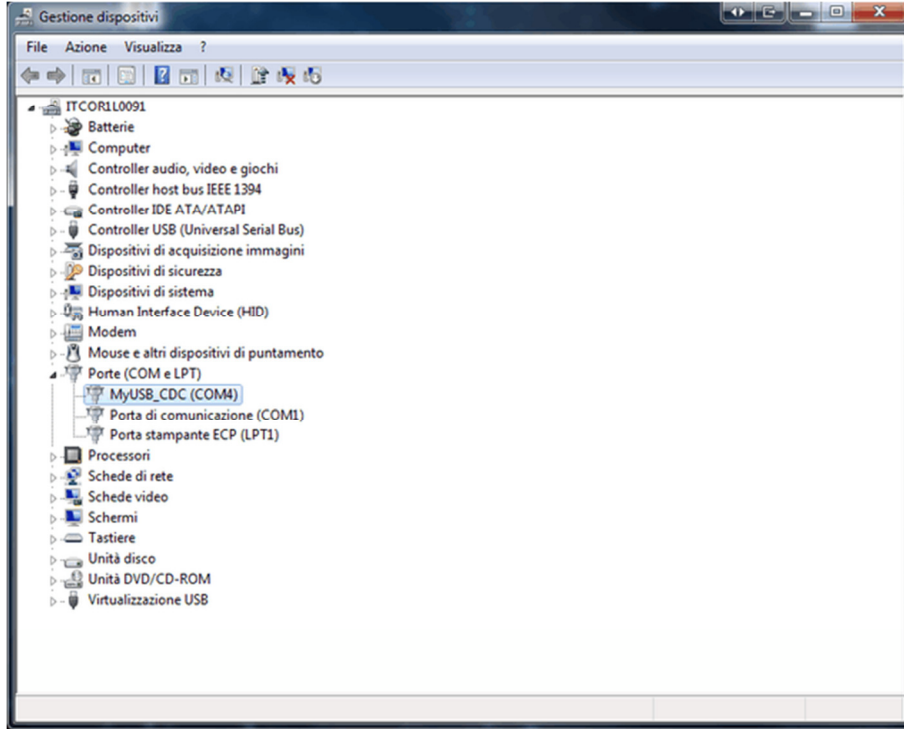 Gestione dispositivi
File Azione Visualizza ?
ITCOR1L0091
Batterie
Computer
Controller audio, video e giochi
Controller host bus IEEE 1394
Controller IDE ATA/ATAPI
Controller USB (Universal Serial Bus)
Dispositivi di acquisizione immagini
Dispositivi di sicurezza
Dispositivi di sistema
Human Interface Device (HID)
Modem
Mouse e altri dispositivi di puntamento
Porte (COM e LPT)
MyUSB_CDC (COM4)
Porta di comunicazione (COM1)
Porta stampante ECP (LPT1)
Processori
Schede di rete
Schede video
Schermi
Tastiere
Unità disco
Unità DVD/CD-ROM
Virtualizzazione USB